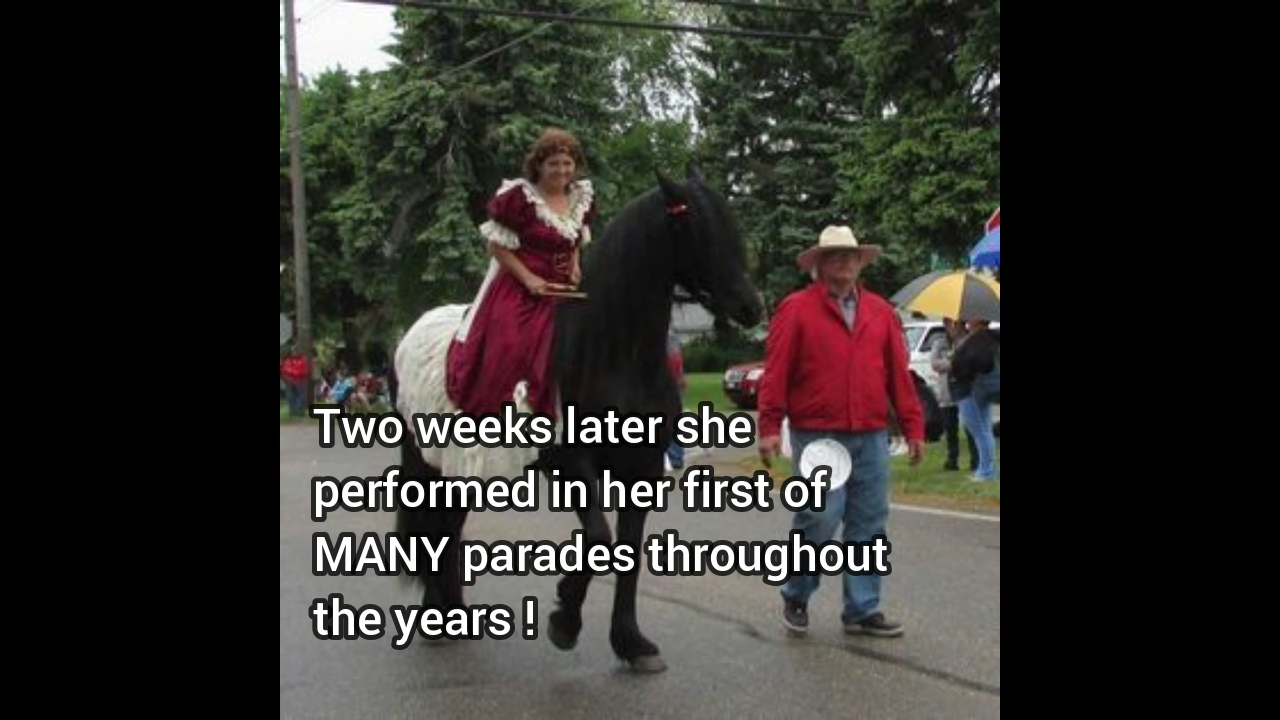 Two weeks later she
performed in her first of
MANY parades throughout
the years !